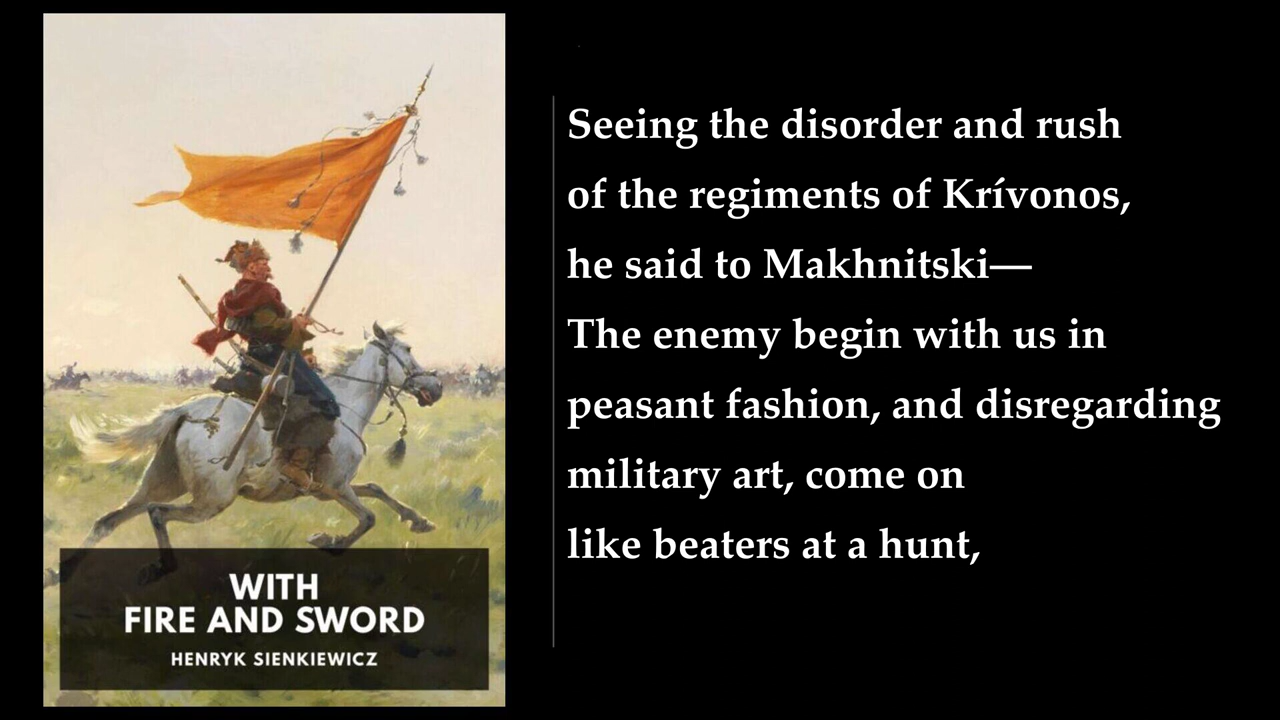 WITH
FIRE AND SWORD
HENRYK SIENKIEWICZ
Seeing the disorder and rush
of the regiments of Krívonos,
he said to Makhnitski—
The enemy begin with us in
peasant fashion, and disregarding
military art, come on
like beaters at a hunt,